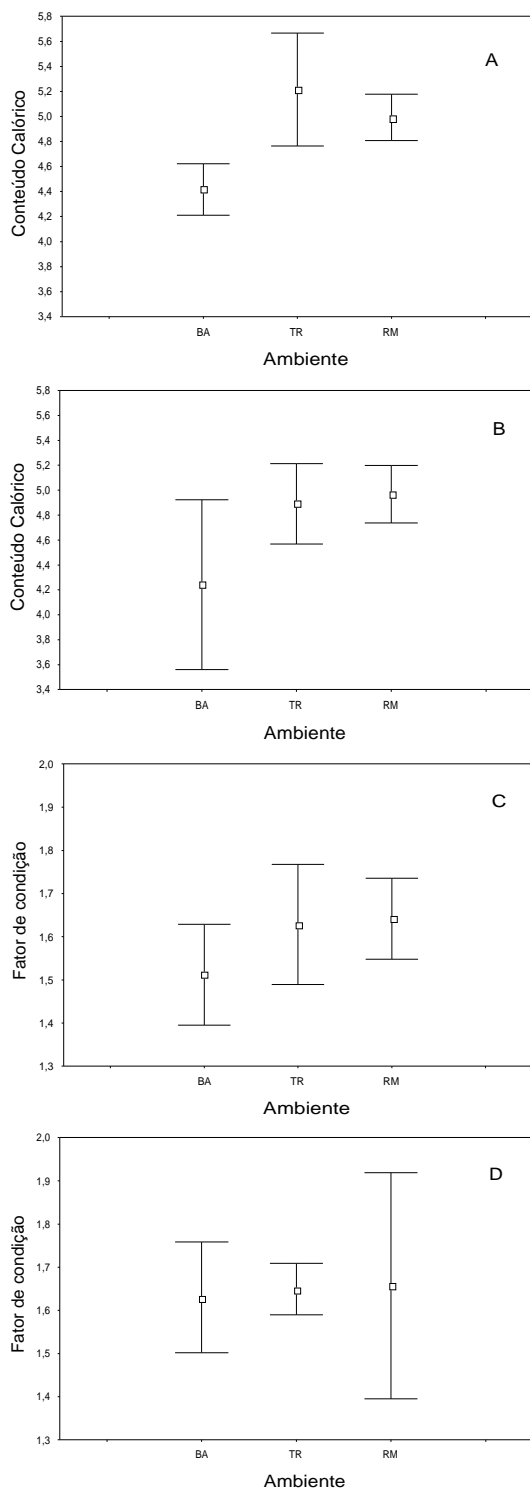 5,8
5,6
A
5,4
5,2
5,0
4,8
4,6
4,4
4,2
4,0
3,8
3,6
3,4
Conteúdo Calórico
BA TR RM
Ambiente
5,8
5,6
B
5,4
5,2
5,0
4,8
4,6
4,4
4,2
4,0
3,8
3,6
3,4
Conteúdo Calórico
BA TR RM
Ambiente
2,0
C
1,9
1,8
1,7
1,6
1,5
1,4
1,3
Fator de condição
BA TR RM
Ambiente
2,0
D
1,9
1,8
1,7
1,6
1,5
1,4
1,3
Fator de condição
BA TR RM
Ambiente